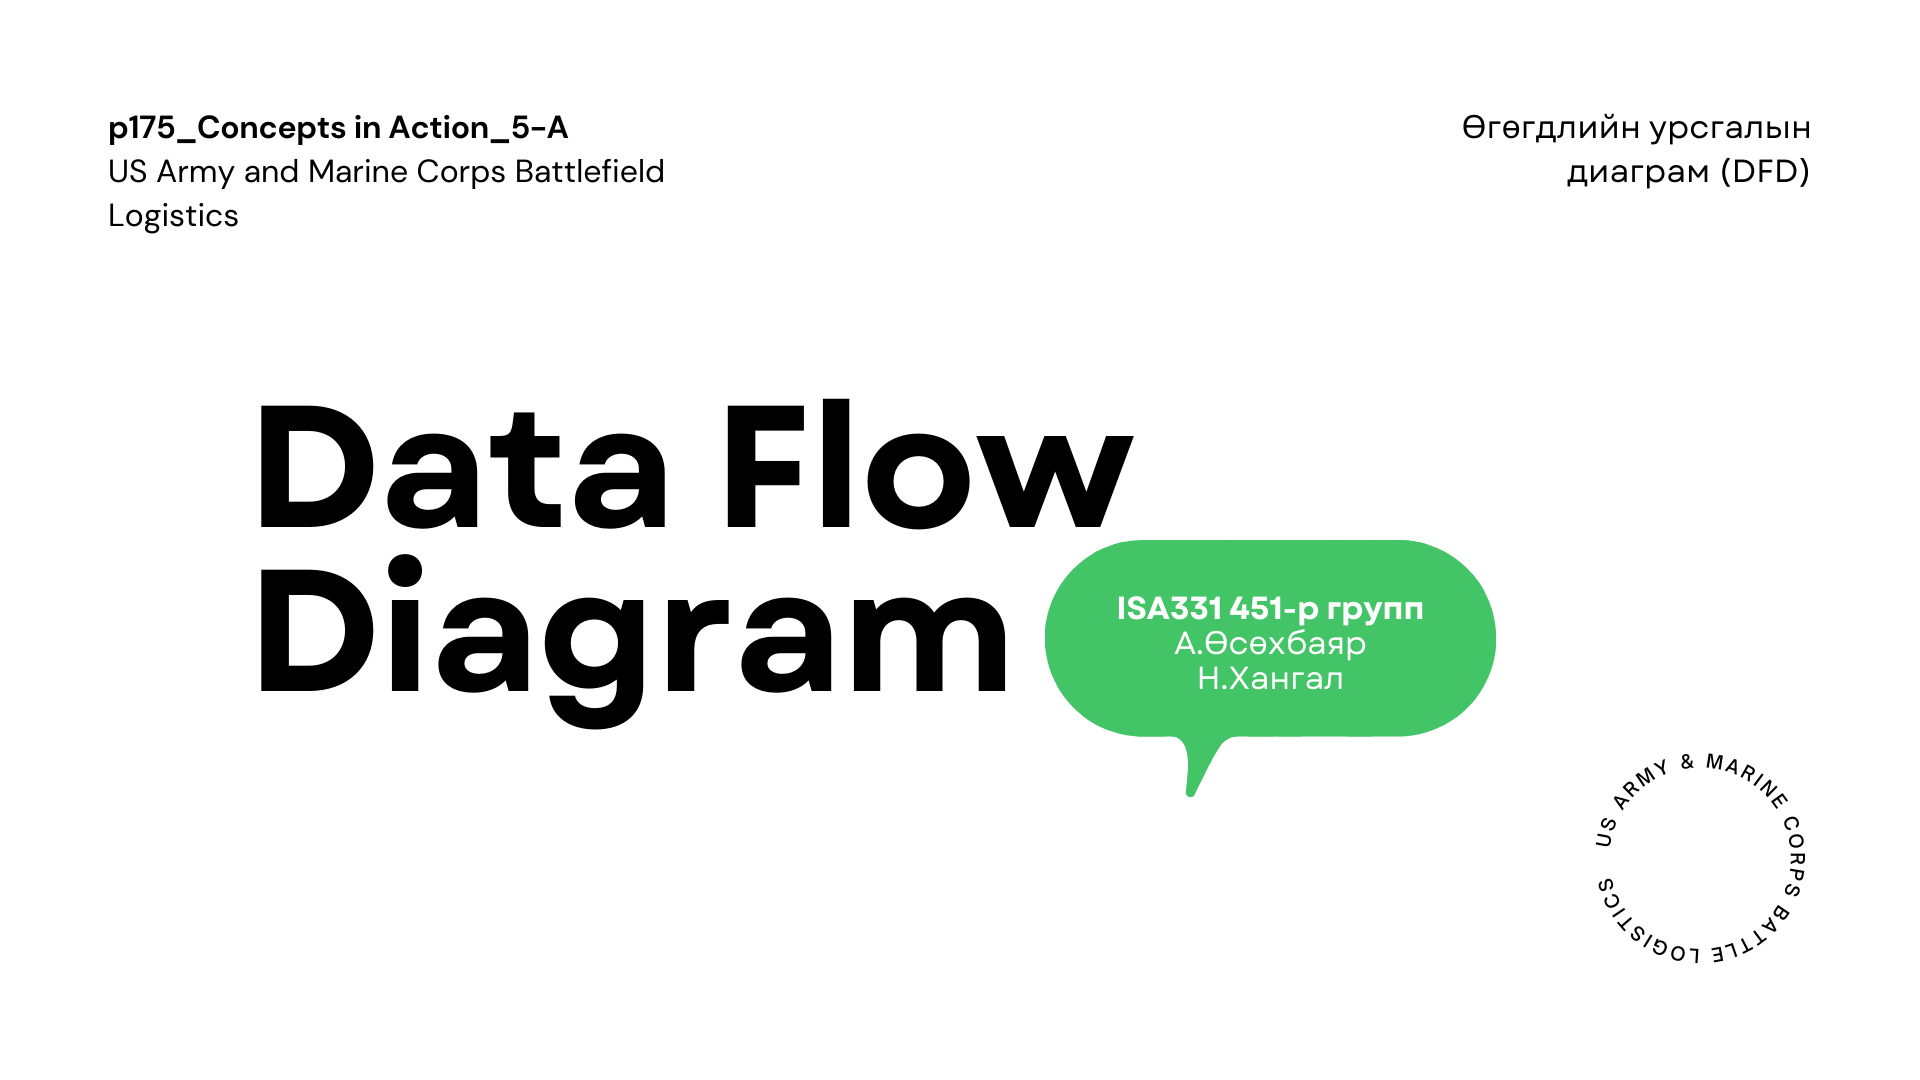 p175_Concepts in Action_5-A
US Army and Marine Corps Battlefield
Logistics
Өгөгдлийн урсгалын
диаграм (DFD)
Data Flow
Diagram
ISA331 451-р групп
А.Өсөхбаяр
Н.Хангал
US ARMY & MARINE CORPS BATTLE LOGISTICS